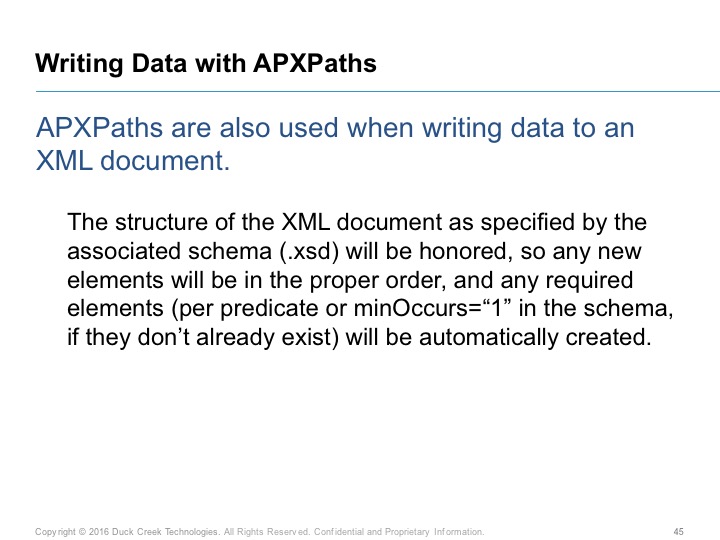 Writing Data with APXPaths
APXPaths are also used when writing data to an
XML document.
The structure of the XML document as specified by the
associated schema (.xsd) will be honored, so any new
elements will be in the proper order, and any required
elements (per predicate or minOccurs=“1” in the schema,
if they don’t already exist) will be automatically created.
Copyright © 2016 Duck Creek Technologies. All Rights Reserved. Confidential and Proprietary Information.
45